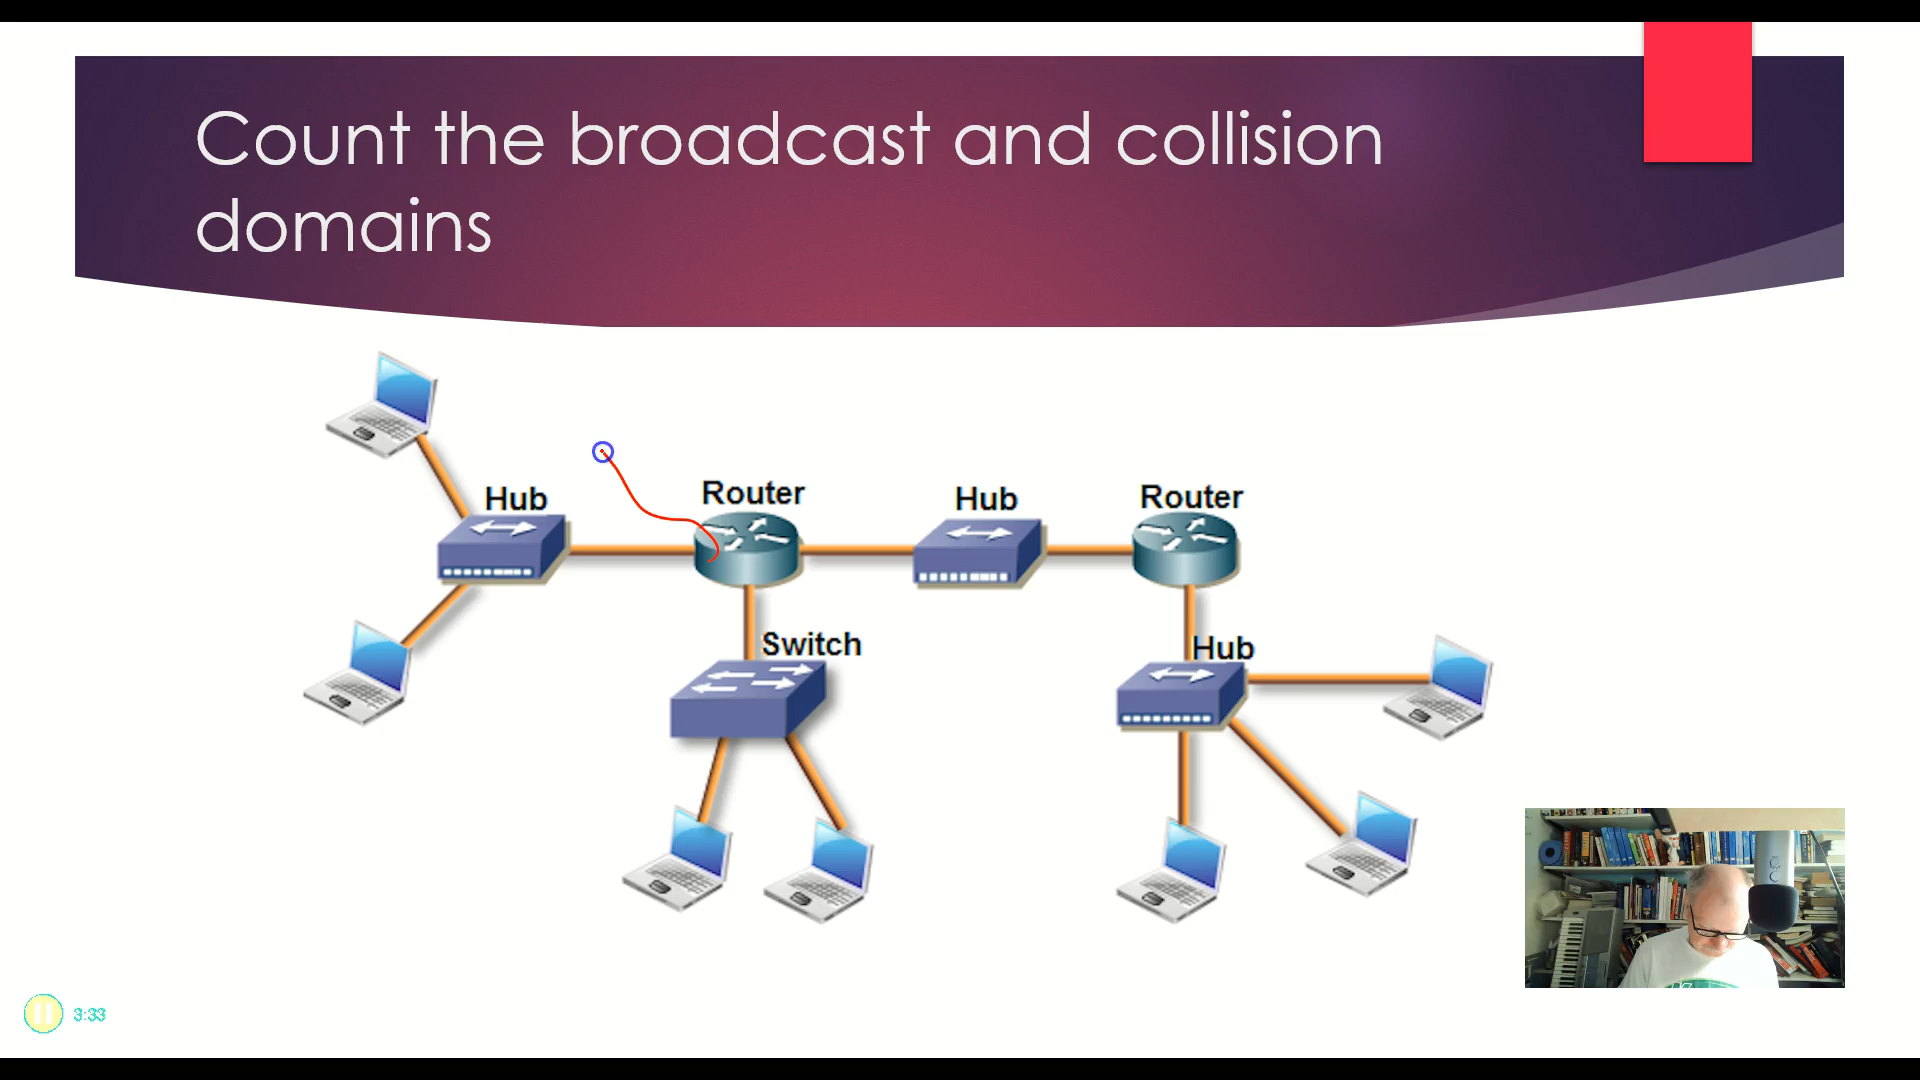 Count the broadcast and collision
domains
Hub
Router
Hub
Router
Switch
Hub
3:33